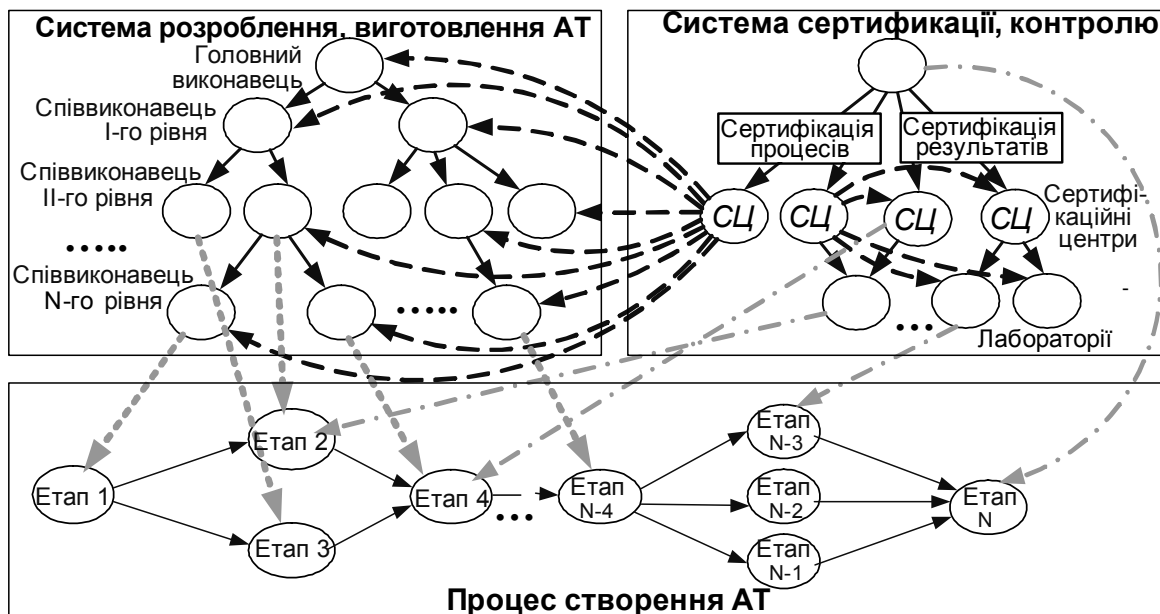 Система розроблення, виготовлення АТ
Головний
виконавець
Співвиконавець
І-го рівня
Співвиконавець
ІІ-го рівня
.....
Співвиконавець
N-го рівня
.....
Система сертифікації, контролю
Сертифікація
процесів
Сертифікація
результатів
СЦ
СЦ
СЦ
СЦ
Сертифі-
каційні
центри
-
...
Лабораторії
Етап 1
Етап 2
Етап 3
Етап 4
...
Етап
N-4
Етап
N-3
Етап
N-2
Етап
N-1
Етап
N
Процес створення АТ